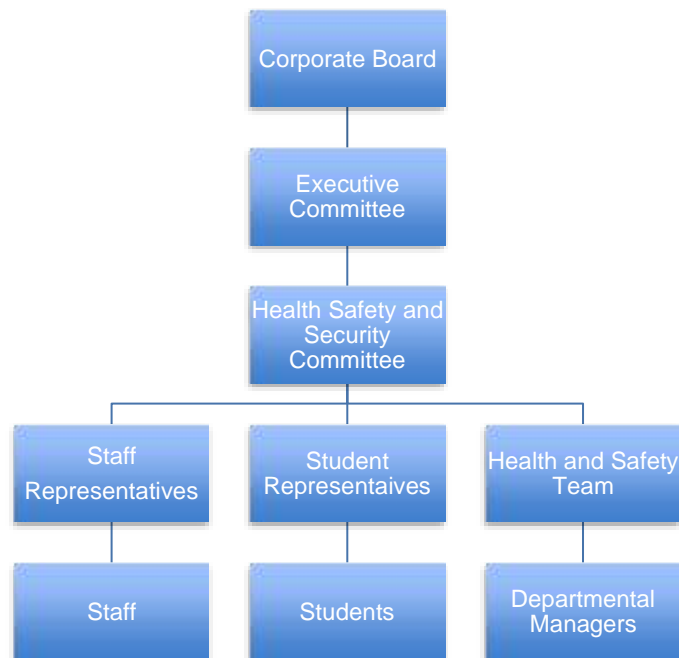 Corporate Board
Executive
Committee
Health Safety and
Security
Committee
Staff
Representatives
Student
Representaives
Health and Safety
Team
Staff
Students
Departmental
Managers